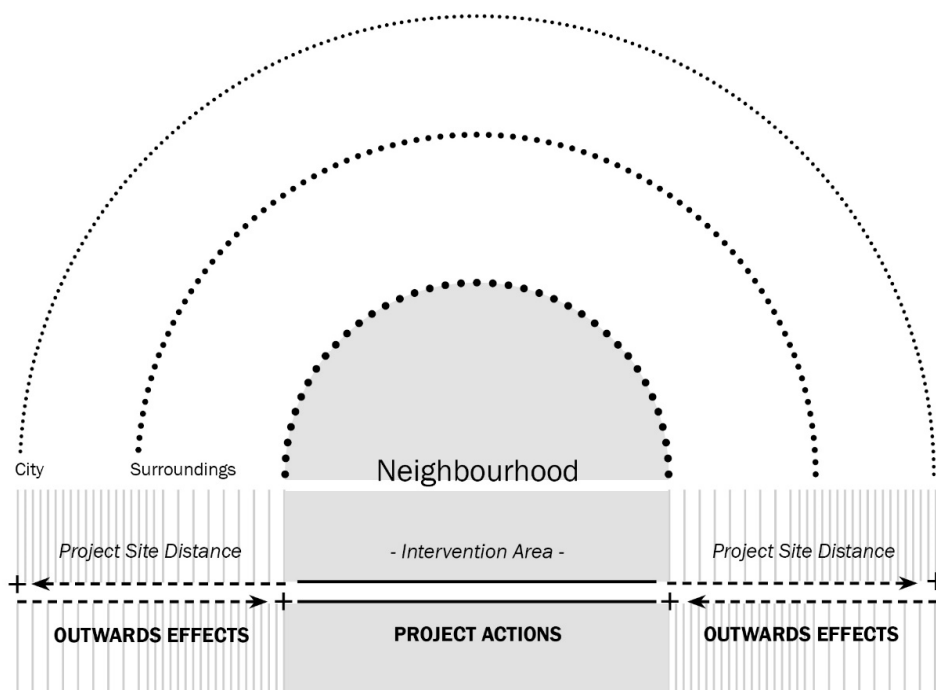 City
Surroundings
Neighbourhood
Project Site Distance
- Intervention Area -
Project Site Distance
OUTWARDS EFFECTS
PROJECT ACTIONS
OUTWARDS EFFECTS